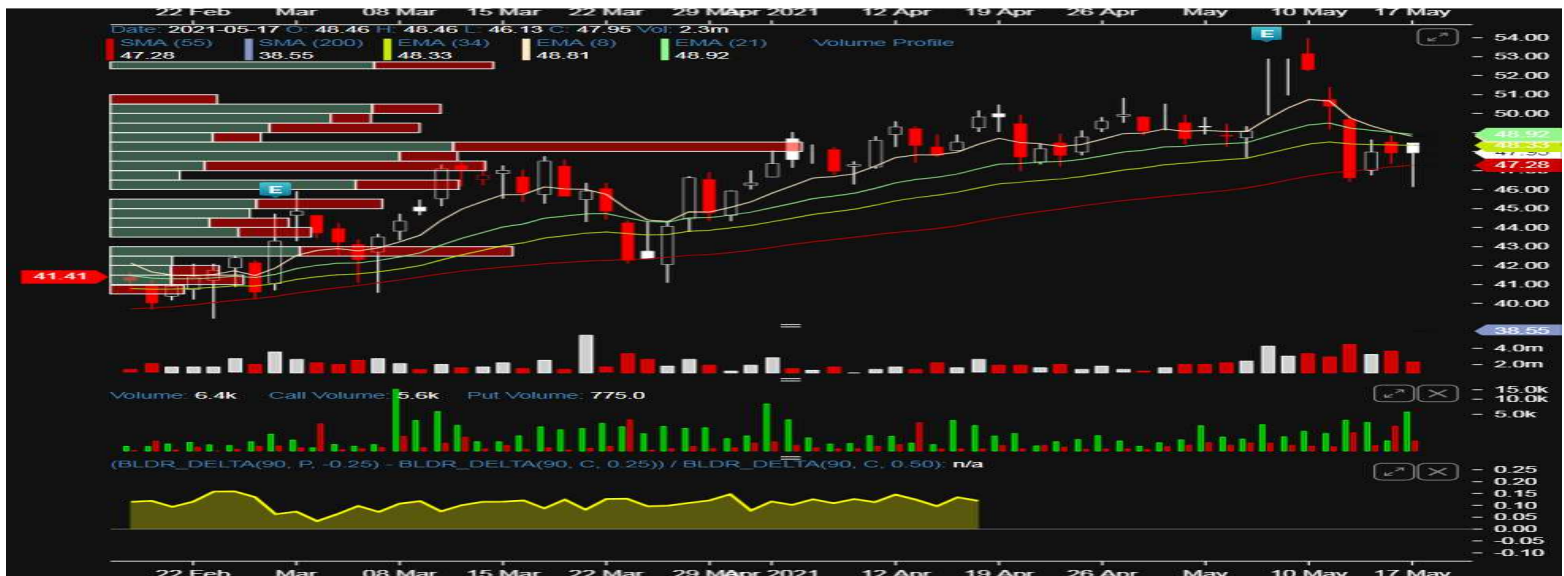 22 Feb Mar 08 Mar 15 Mar 22 Mar 29 Mar Apr 2021 12 Apr 19 Apr 26 Apr May 10 May 17 May
Date: 2021-05-17 O: 48.46 H: 48.46 L: 46.13 C: 47.95 Vol: 2.3m
SMA (55) SMA (200) EMA (34) EMA (8) EMA (21) Volume Profile
47.28 38.55 48.33 48.81 48.92
E
E
54.00
53.00
52.00
51.00
50.00
49.00
48.92
48.33
47.95
47.28
46.00
45.00
44.00
43.00
42.00
41.41
41.00
40.00
38.55
4.0m
2.0m
Volume: 6.4k Call Volume: 5.6k Put Volume: 775.0
15.0k
10.0k
5.0k
(BLDR_DELTA(90, P, -0.25) - BLDR_DELTA(90, C, 0.25)) / BLDR_DELTA(90, C, 0.50): n/a
0.25
0.20
0.15
0.10
0.05
0.00
-0.05
-0.10
22 Feb Mar 08 Mar 15 Mar 22 Mar 29 Mar Apr 2021 12 Apr 19 Apr 26 Apr May 10 May 17 May